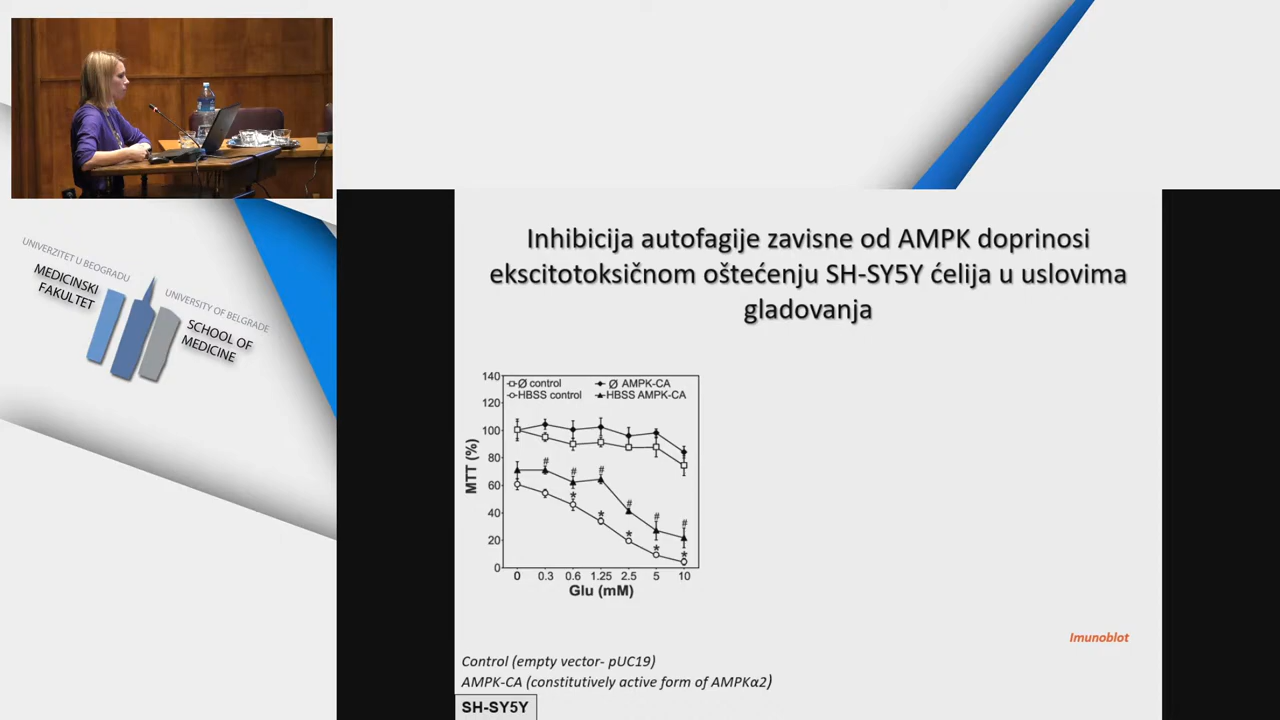 UNIVERZITET U BEOGRADU
MEDICINSKI
FAKULTET
UNIVERSITY OF BELGRADE
SCHOOL OF
MEDICINE
Inhibicija autofagije zavisne od AMPK doprinosi
ekscitotoksičnom oštećenju SH-SY5Y ćelija u uslovima
gladovanja
Ø control
Ø AMPK-CA
HBSS control
HBSS AMPK-CA
140
120
100
80
60
40
20
0
MTT (%)
# # # # # #
* * * * *
0 0.3 0.6 1.25 2.5 5 10
Glu (mM)
Imunoblot
Control (empty vector- pUC19)
AMPK-CA (constitutively active form of AMPKα2)
SH-SY5Y